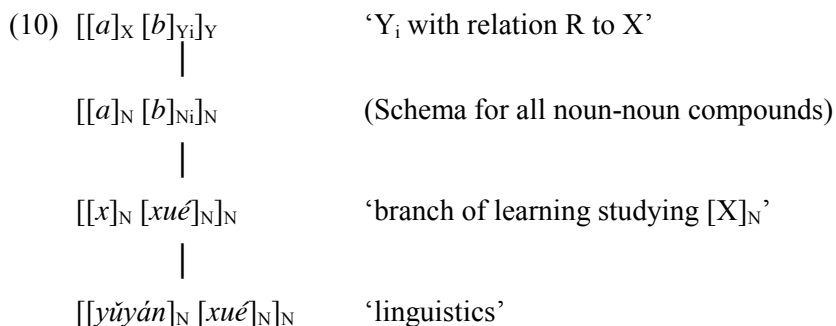 (10) [[a]X [b]Yi]Y ‘Yi with relation R to X’
[[a]N [b]Ni]N (Schema for all noun-noun compounds)
[[x]N [xué]N]N ‘branch of learning studying [X]N’
[[yǔyán]N [xué]N]N ‘linguistics’